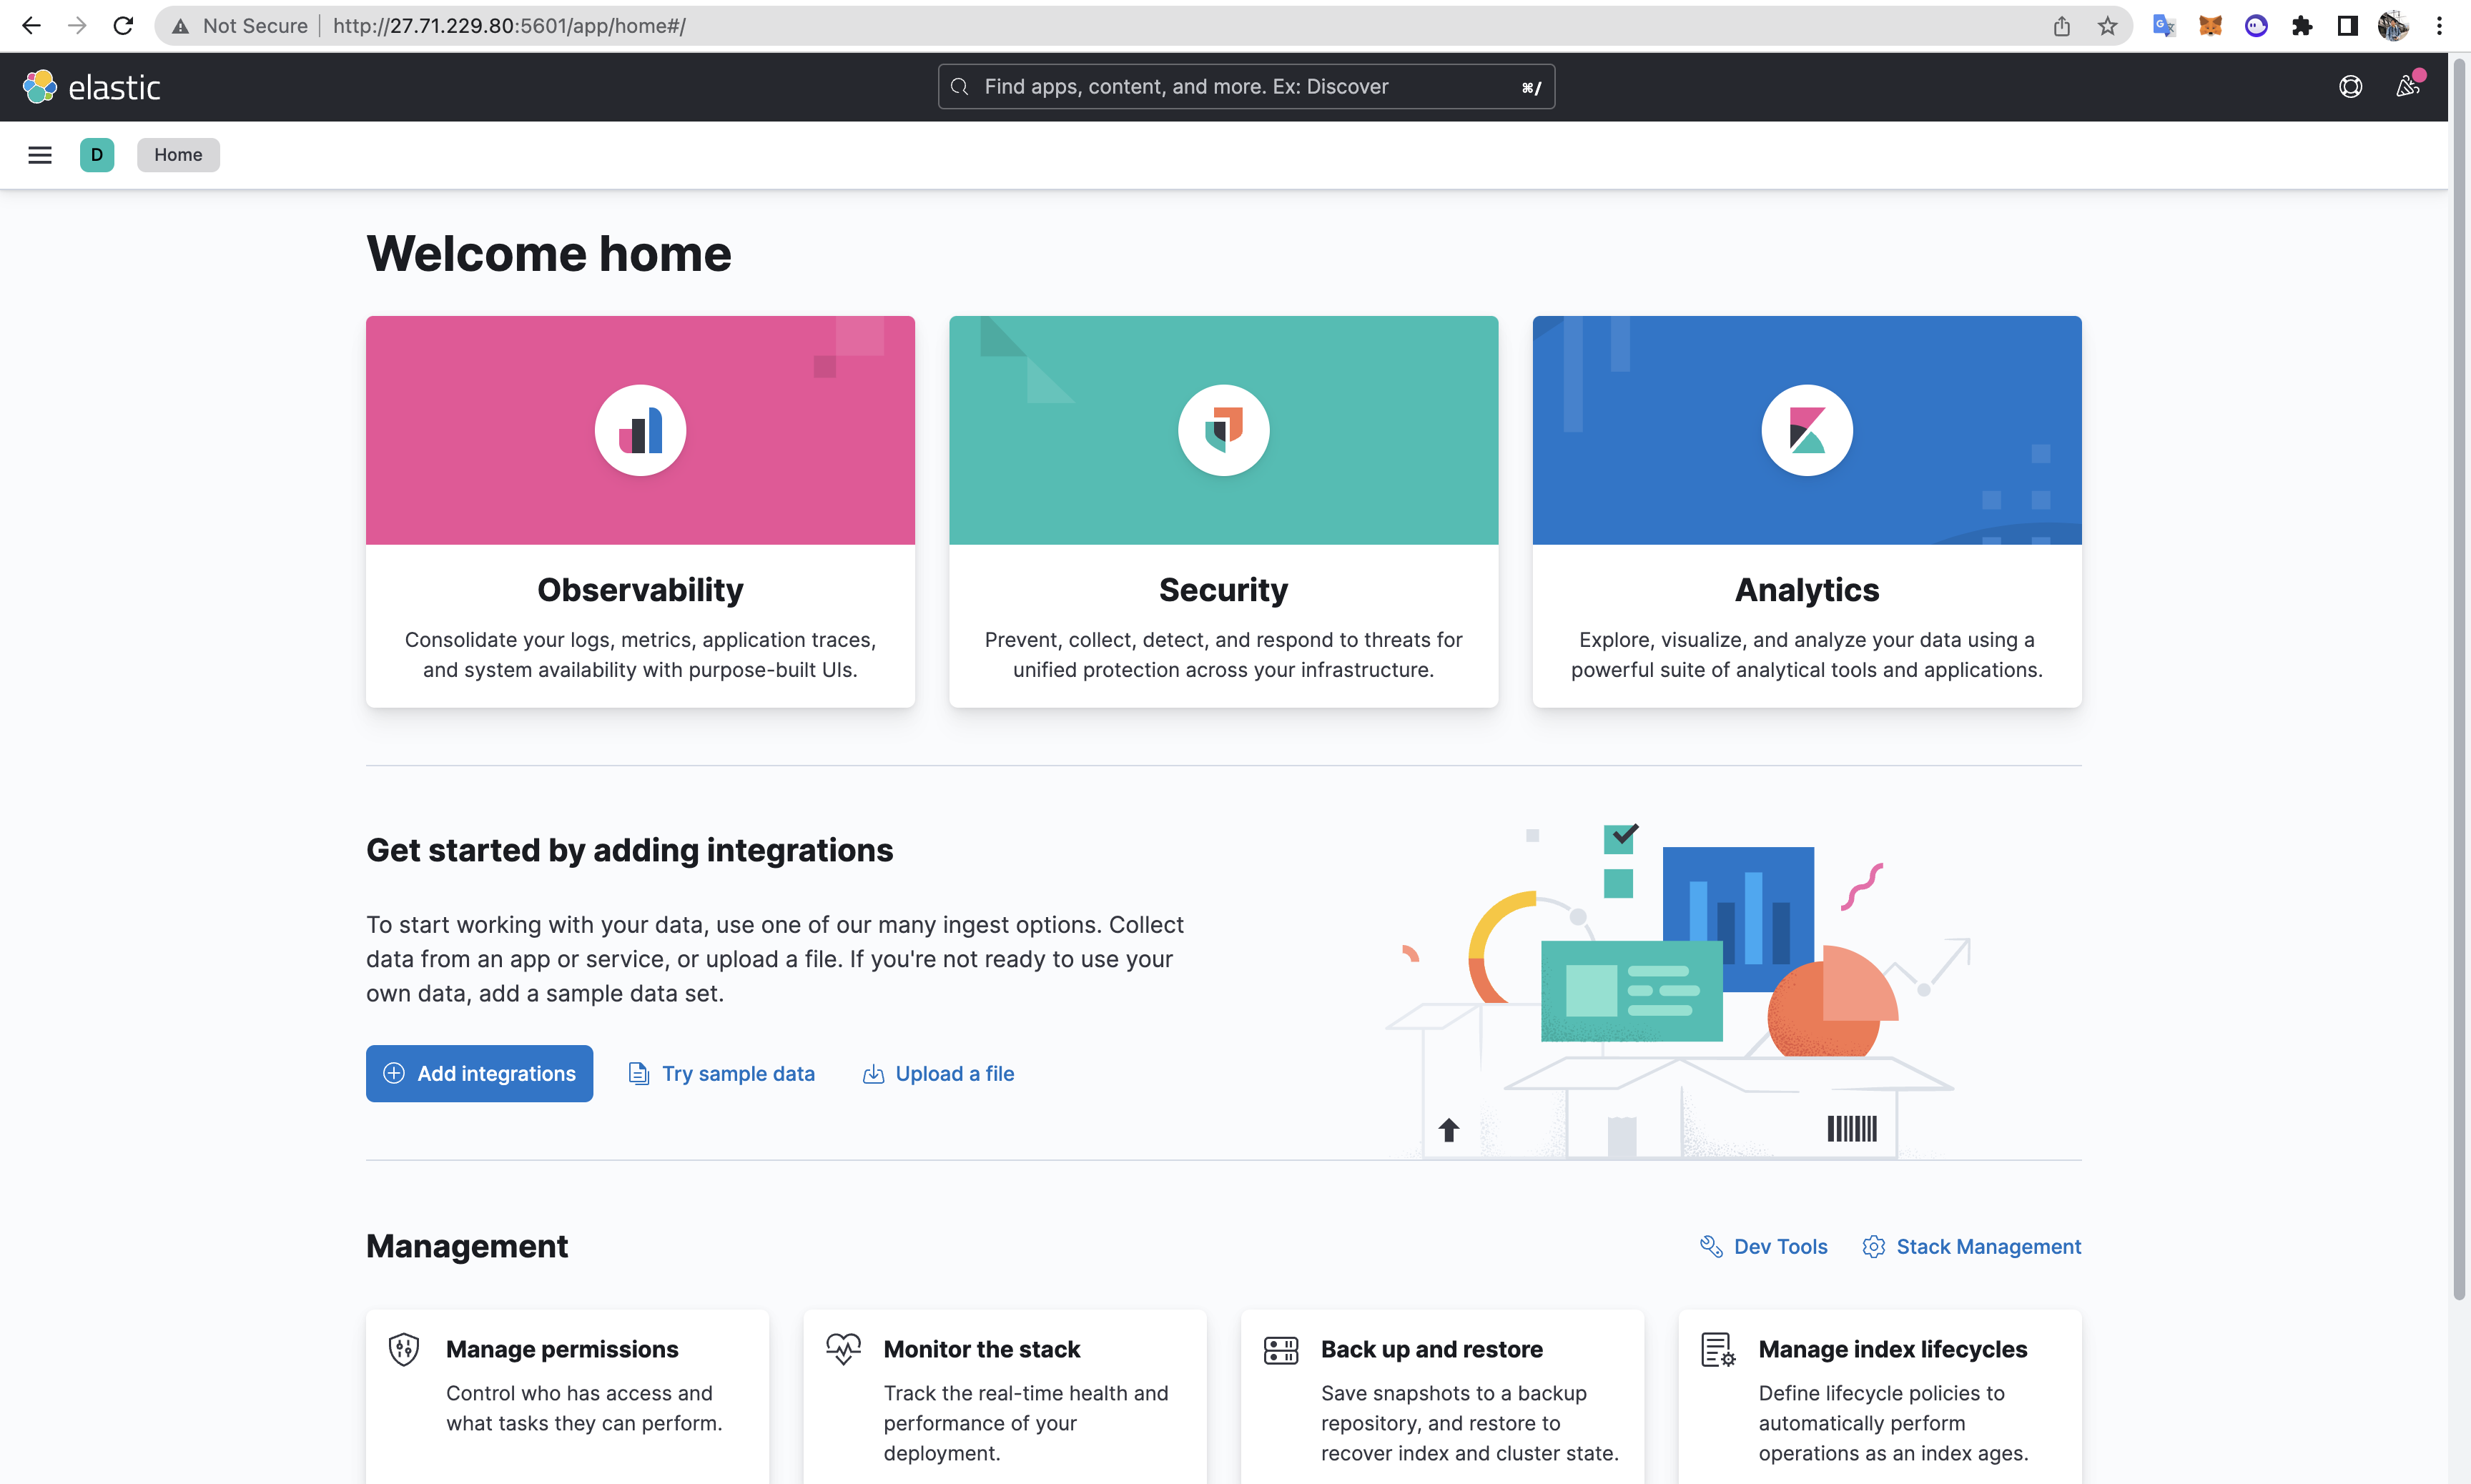 Not Secure | http://27.71.229.80:5601/app/home#/
elastic
Find apps, content, and more. Ex: Discover
⌘/
D
Home
Welcome home
Observability
Consolidate your logs, metrics, application traces,
and system availability with purpose-built UIs.
Security
Prevent, collect, detect, and respond to threats for
unified protection across your infrastructure.
Analytics
Explore, visualize, and analyze your data using a
powerful suite of analytical tools and applications.
Get started by adding integrations
To start working with your data, use one of our many ingest options. Collect
data from an app or service, or upload a file. If you're not ready to use your
own data, add a sample data set.
Add integrations
Try sample data
Upload a file
Management
Dev Tools
Stack Management
Manage permissions
Control who has access and
what tasks they can perform.
Monitor the stack
Track the real-time health and
performance of your
deployment.
Back up and restore
Save snapshots to a backup
repository, and restore to
recover index and cluster state.
Manage index lifecycles
Define lifecycle policies to
automatically perform
operations as an index ages.